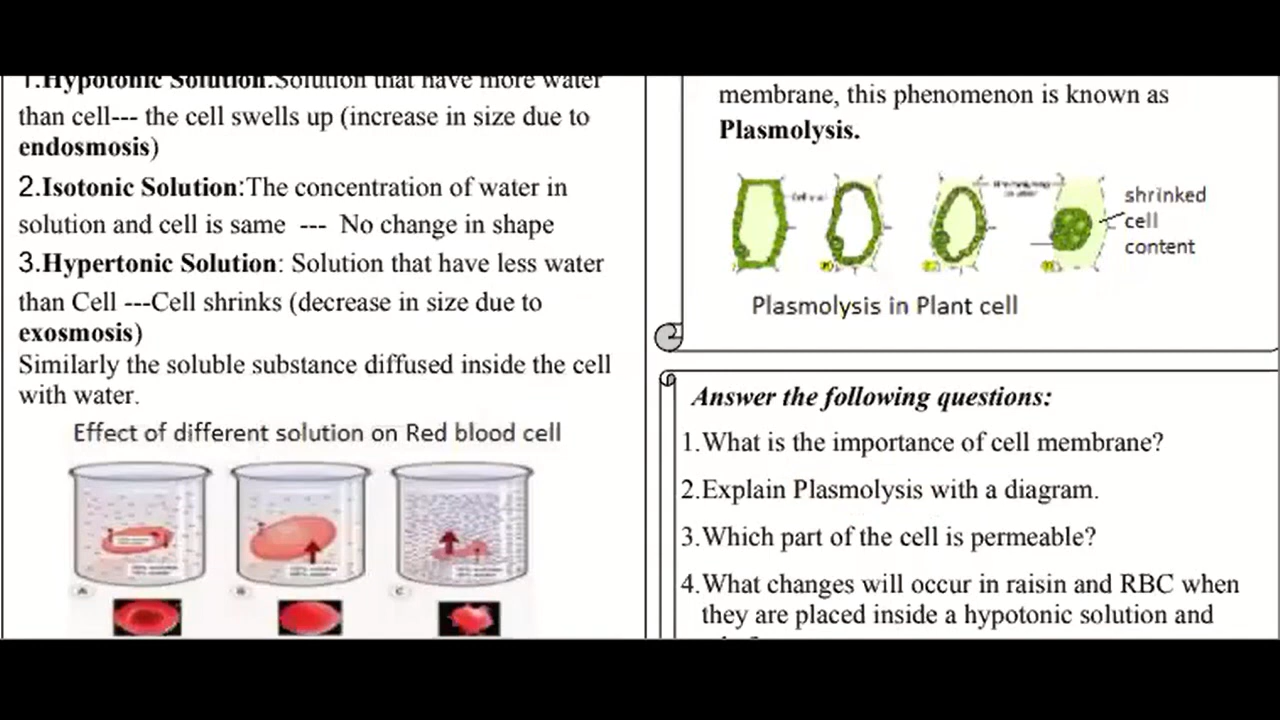 1.Hypotonic Solution:Solution that have more water
than cell--- the cell swells up (increase in size due to
endosmosis)
2.Isotonic Solution:The concentration of water in
solution and cell is same --- No change in shape
3.Hypertonic Solution: Solution that have less water
than Cell ---Cell shrinks (decrease in size due to
exosmosis)
Similarly the soluble substance diffused inside the cell
with water.
Effect of different solution on Red blood cell
A
B
C
membrane, this phenomenon is known as
Plasmolysis.
shrinked
cell
content
Plasmolysis in Plant cell
Answer the following questions:
1.What is the importance of cell membrane?
2.Explain Plasmolysis with a diagram.
3.Which part of the cell is permeable?
4.What changes will occur in raisin and RBC when
they are placed inside a hypotonic solution and